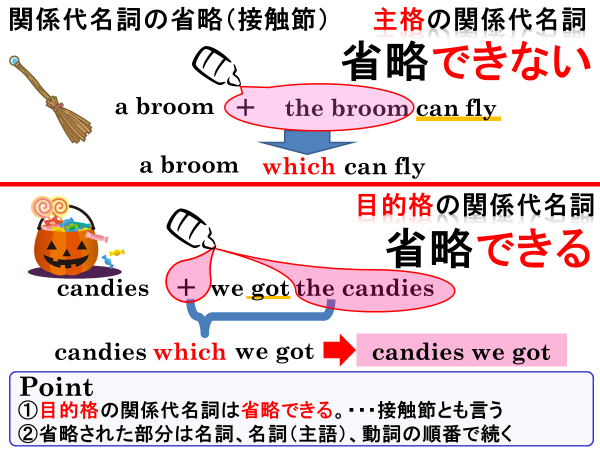 関係代名詞の省略（接触節）
主格の関係代名詞
省略できない
a broom + the broom can fly
a broom which can fly
目的格の関係代名詞
省略できる
candies + we got the candies
candies which we got
candies we got
Point
①目的格の関係代名詞は省略できる。・・・接触節とも言う
②省略された部分は名詞、名詞（主語）、動詞の順番で続く